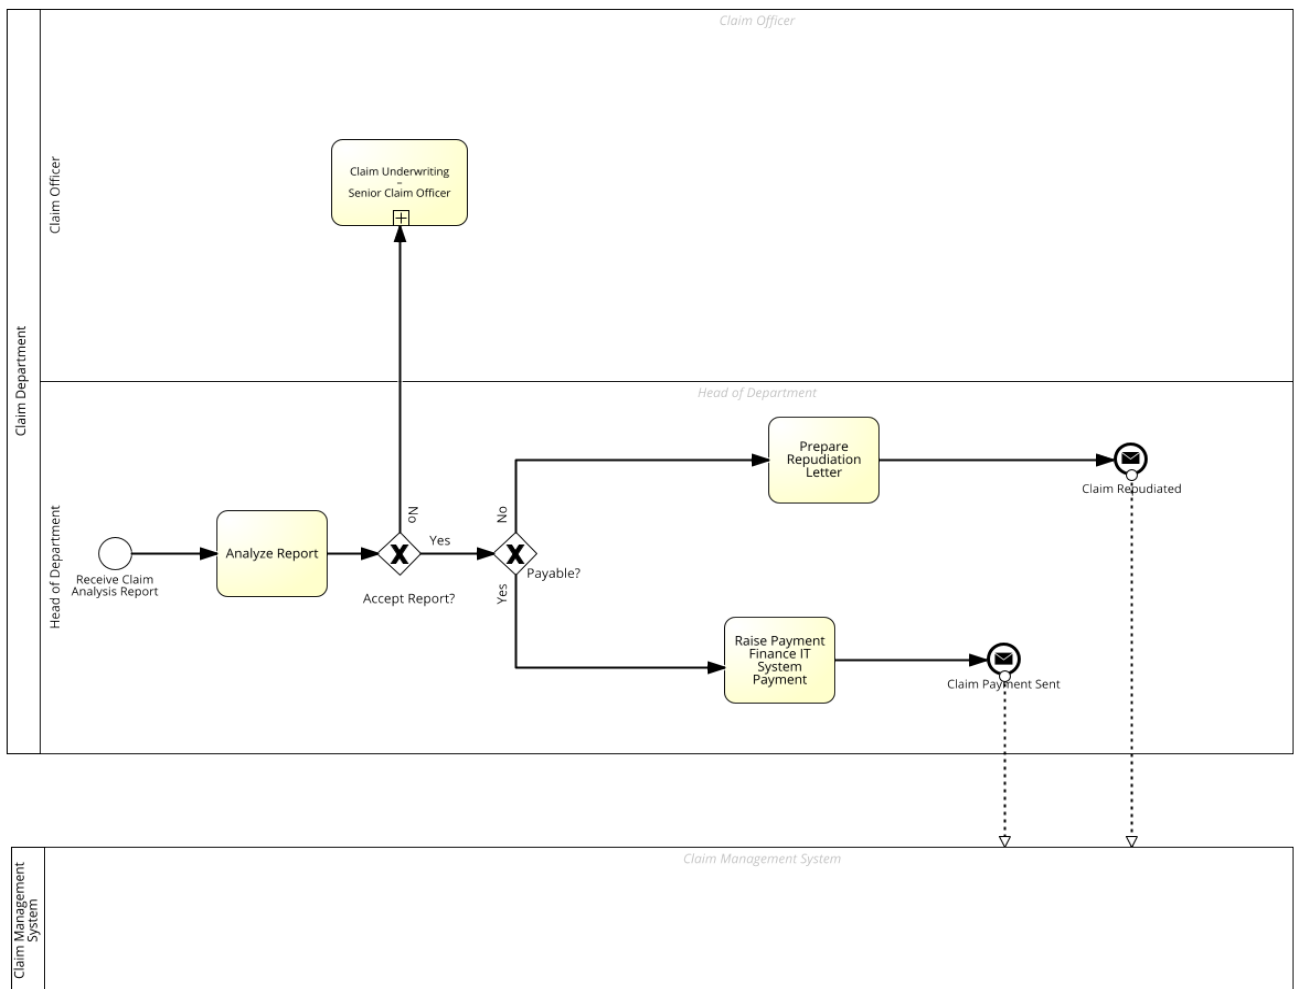 Claim Officer
Claim Department
Claim Officer
Claim Underwriting
–
Senior Claim Officer
Head of Department
Head of Department
Receive Claim
Analysis Report
Analyze Report
No
Yes
Accept Report?
No
Payable?
Yes
Prepare
Repudiation
Letter
Claim Repudiated
Raise Payment
Finance IT
System
Payment
Claim Payment Sent
Claim Management System
Claim Management
System